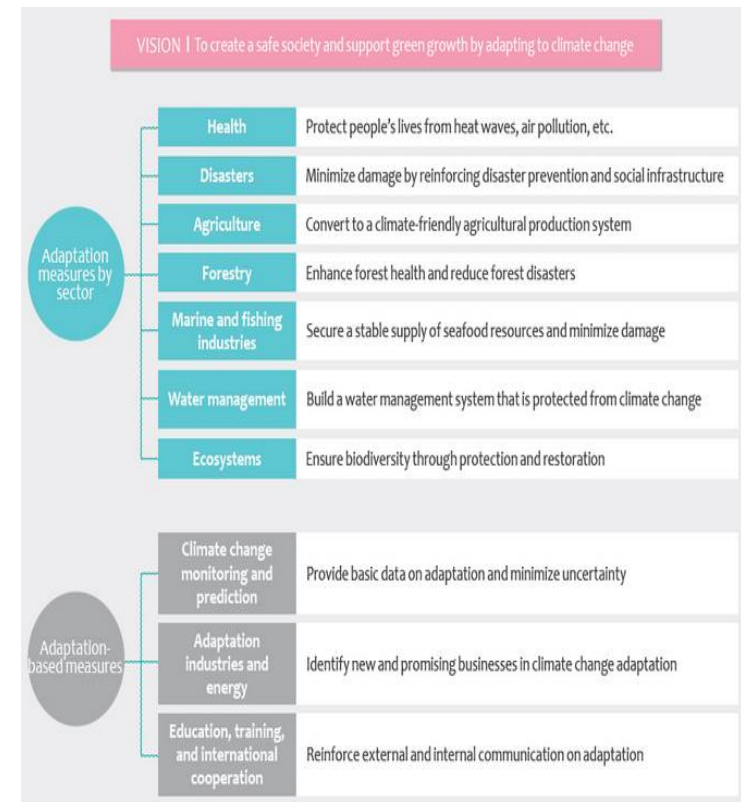 VISION I To create a safe society and support green growth by adapting to climate change
Adaptation
measures by
sector
Health
Protect people's lives from heat waves, air pollution, etc.
Disasters
Minimize damage by reinforcing disaster prevention and social infrastructure
Agriculture
Convert to a climate-friendly agricultural production system
Forestry
Enhance forest health and reduce forest disasters
Marine and fishing
industries
Secure a stable supply of seafood resources and minimize damage
Water management
Build a water management system that is protected from climate change
Ecosystems
Ensure biodiversity through protection and restoration
Adaptation-
based measures
Climate change
monitoring and
prediction
Provide basic data on adaptation and minimize uncertainty
Adaptation
industries and
energy
Identify new and promising businesses in climate change adaptation
Education, training,
and international
cooperation
Reinforce external and internal communication on adaptation